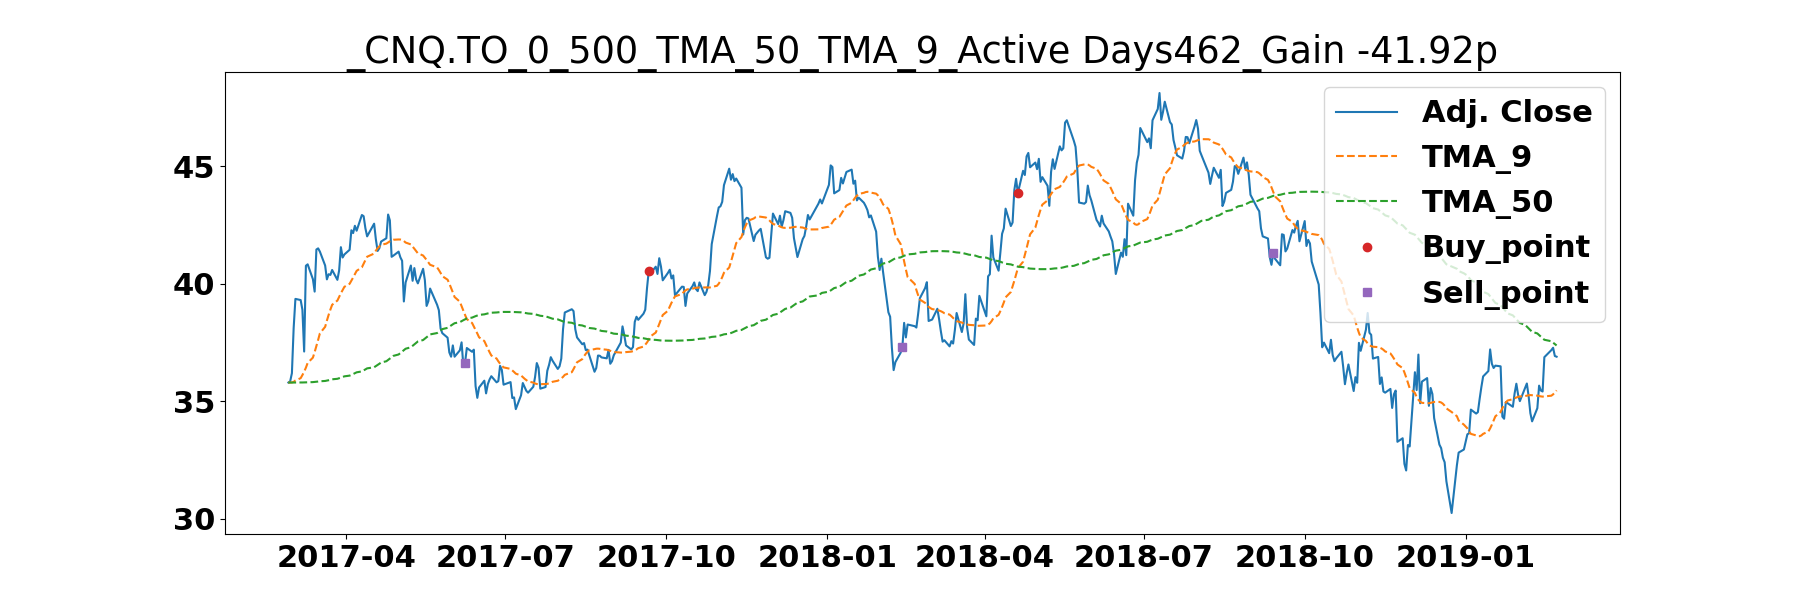 _CNQ.TO_0_500_TMA_50_TMA_9_Active Days462_Gain -41.92p
Adj. Close
TMA_9
TMA_50
Buy_point
Sell_point
45
40
35
30
2017-04 2017-07 2017-10 2018-01 2018-04 2018-07 2018-10 2019-01